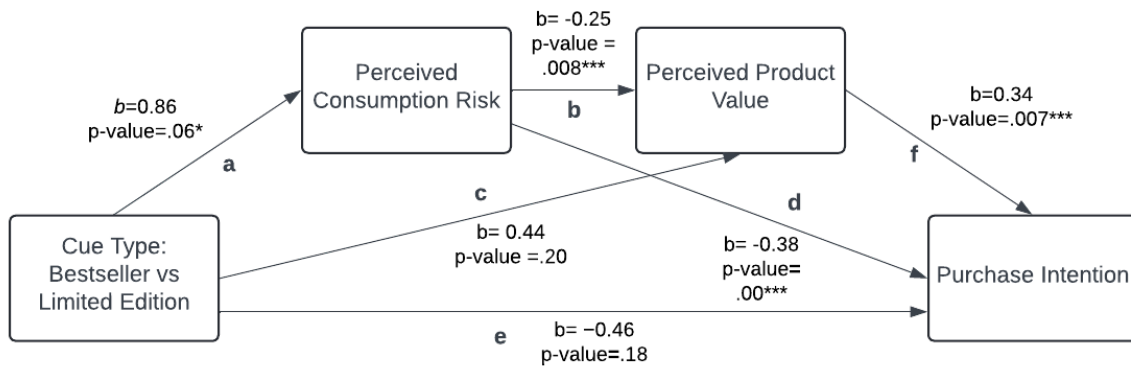 b= -0.25
p-value =
.008***
Perceived
Consumption Risk
b
Perceived Product
Value
b=0.86
p-value=.06*
a
b=0.34
p-value=.007***
f
c
d
Cue Type:
Bestseller vs
Limited Edition
b= 0.44
p-value =.20
b= -0.38
p-value=
.00***
Purchase Intention
e
b= −0.46
p-value=.18